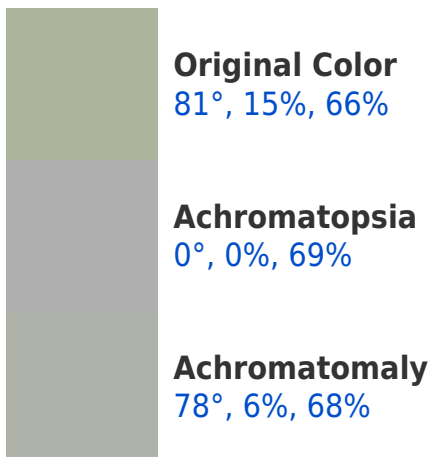 Original Color
81°, 15%, 66%
Achromatopsia
0°, 0%, 69%
Achromatomaly
78°, 6%, 68%